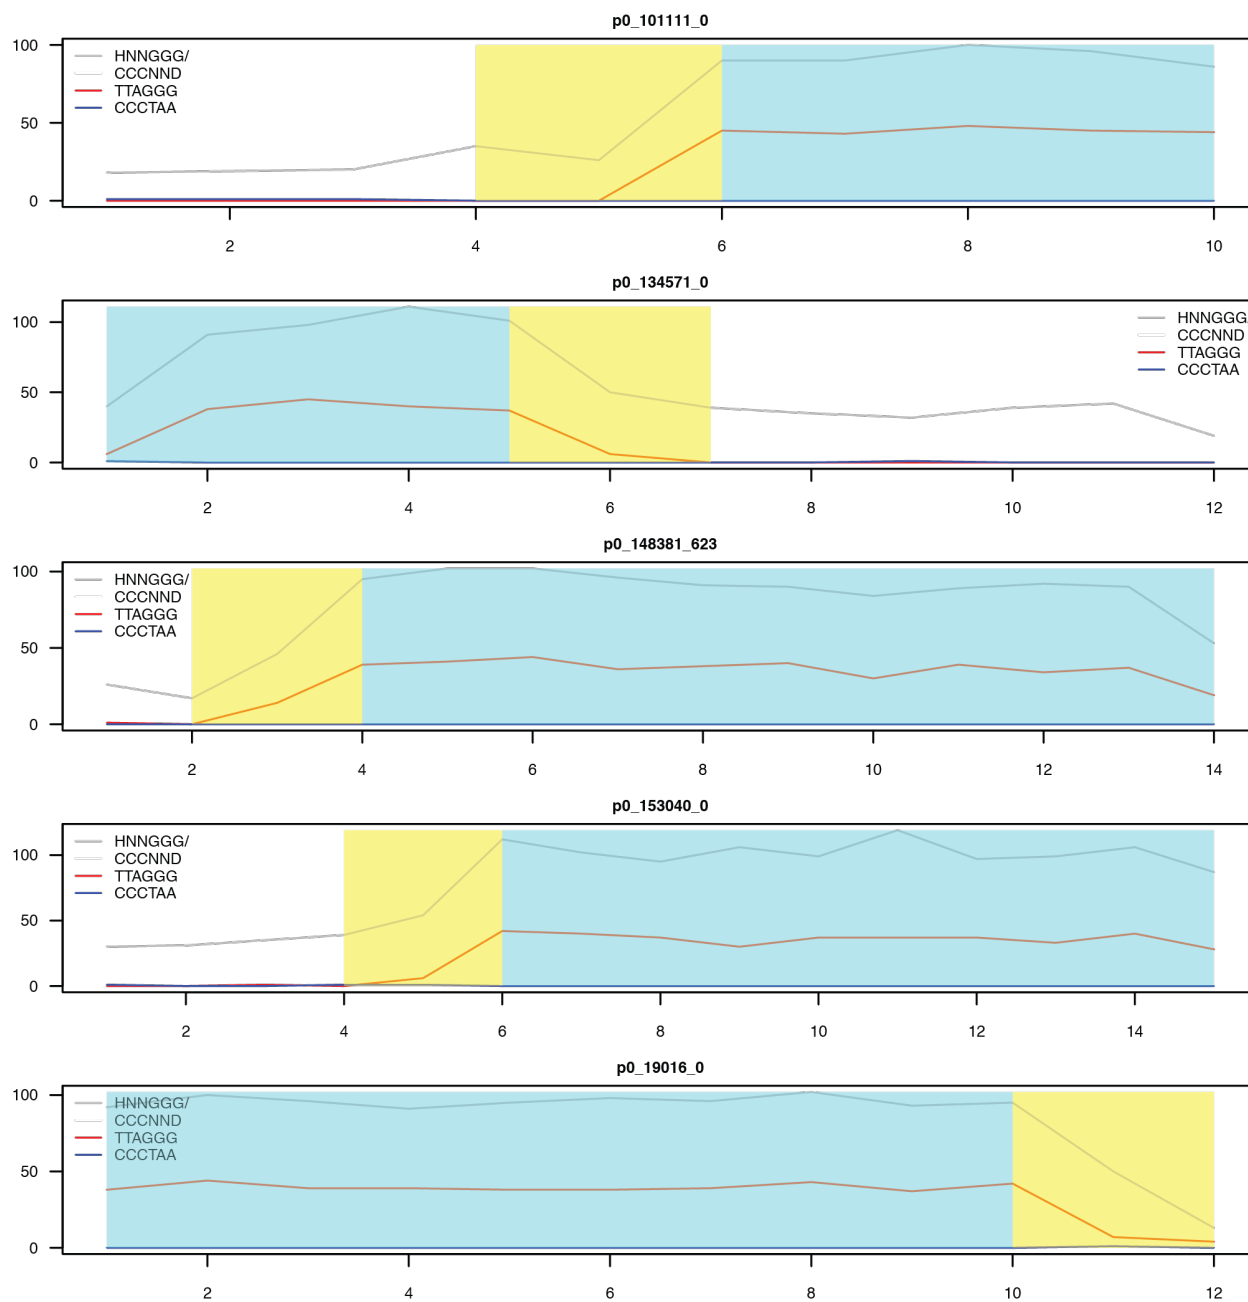 p0_101111_0
100
50
0
HNNGGG/
CCCNND
TTAGGG
CCCTAA
2 4 6 8 10
p0_134571_0
100
50
0
HNNGGG/
CCCNND
TTAGGG
CCCTAA
2 4 6 8 10 12
p0_148381_623
100
50
0
HNNGGG/
CCCNND
TTAGGG
CCCTAA
2 4 6 8 10 12 14
p0_153040_0
100
50
0
HNNGGG/
CCCNND
TTAGGG
CCCTAA
2 4 6 8 10 12 14
p0_19016_0
100
50
0
HNNGGG/
CCCNND
TTAGGG
CCCTAA
2 4 6 8 10 12